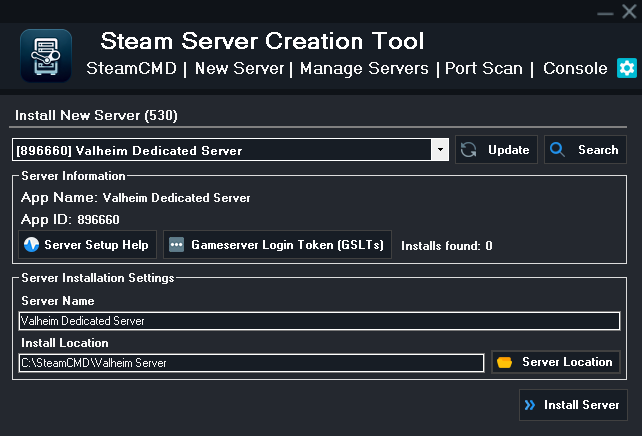 Steam Server Creation Tool
SteamCMD | New Server | Manage Servers | Port Scan | Console
Install New Server (530)
[896660] Valheim Dedicated Server
Update
Search
Server Information
App Name: Valheim Dedicated Server
App ID: 896660
Server Setup Help
Gameserver Login Token (GSLTs)
Installs found: 0
Server Installation Settings
Server Name
Valheim Dedicated Server
Install Location
C:\SteamCMD\Valheim Server
Server Location
Install Server